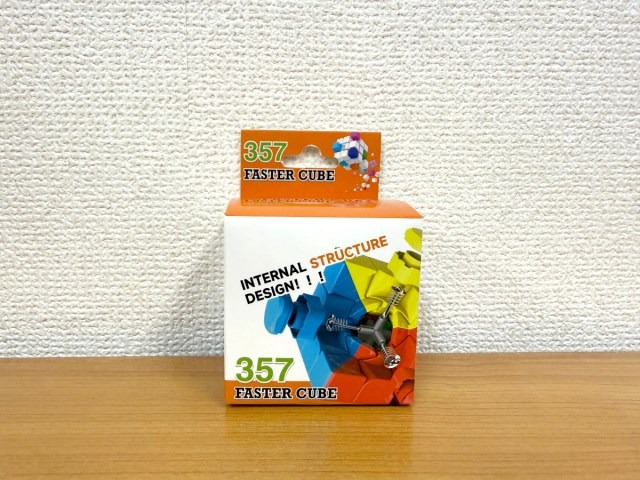 357
FASTER CUBE
INTERNAL STRUCTURE
DESIGN! ! !
357
FASTER CUBE